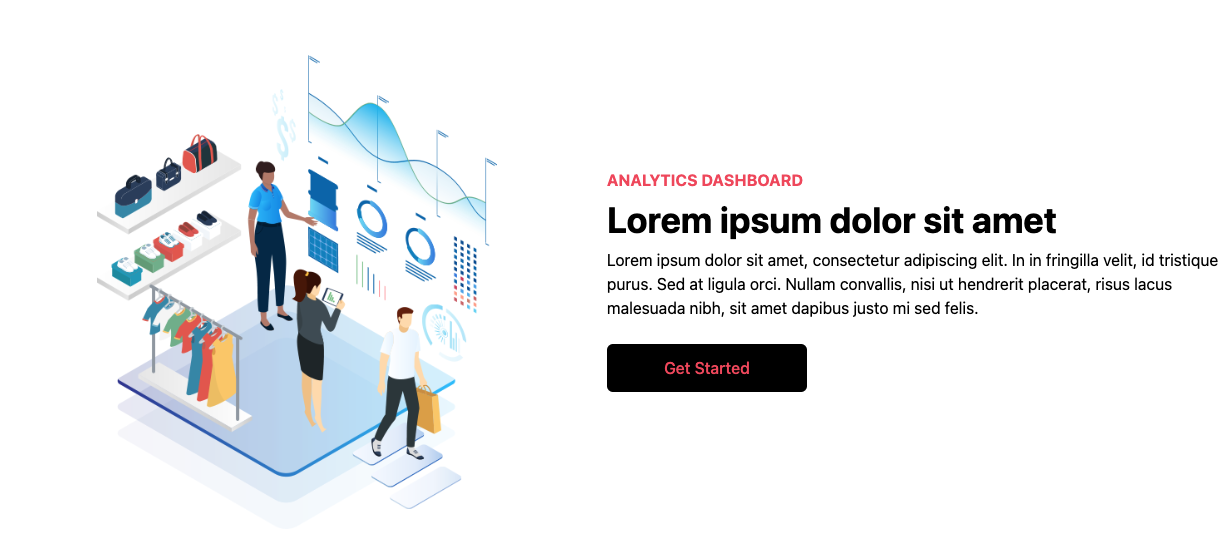 ANALYTICS DASHBOARD
Lorem ipsum dolor sit amet
Lorem ipsum dolor sit amet, consectetur adipiscing elit. In in fringilla velit, id tristique
purus. Sed at ligula orci. Nullam convallis, nisi ut hendrerit placerat, risus lacus
malesuada nibh, sit amet dapibus justo mi sed felis.
Get Started